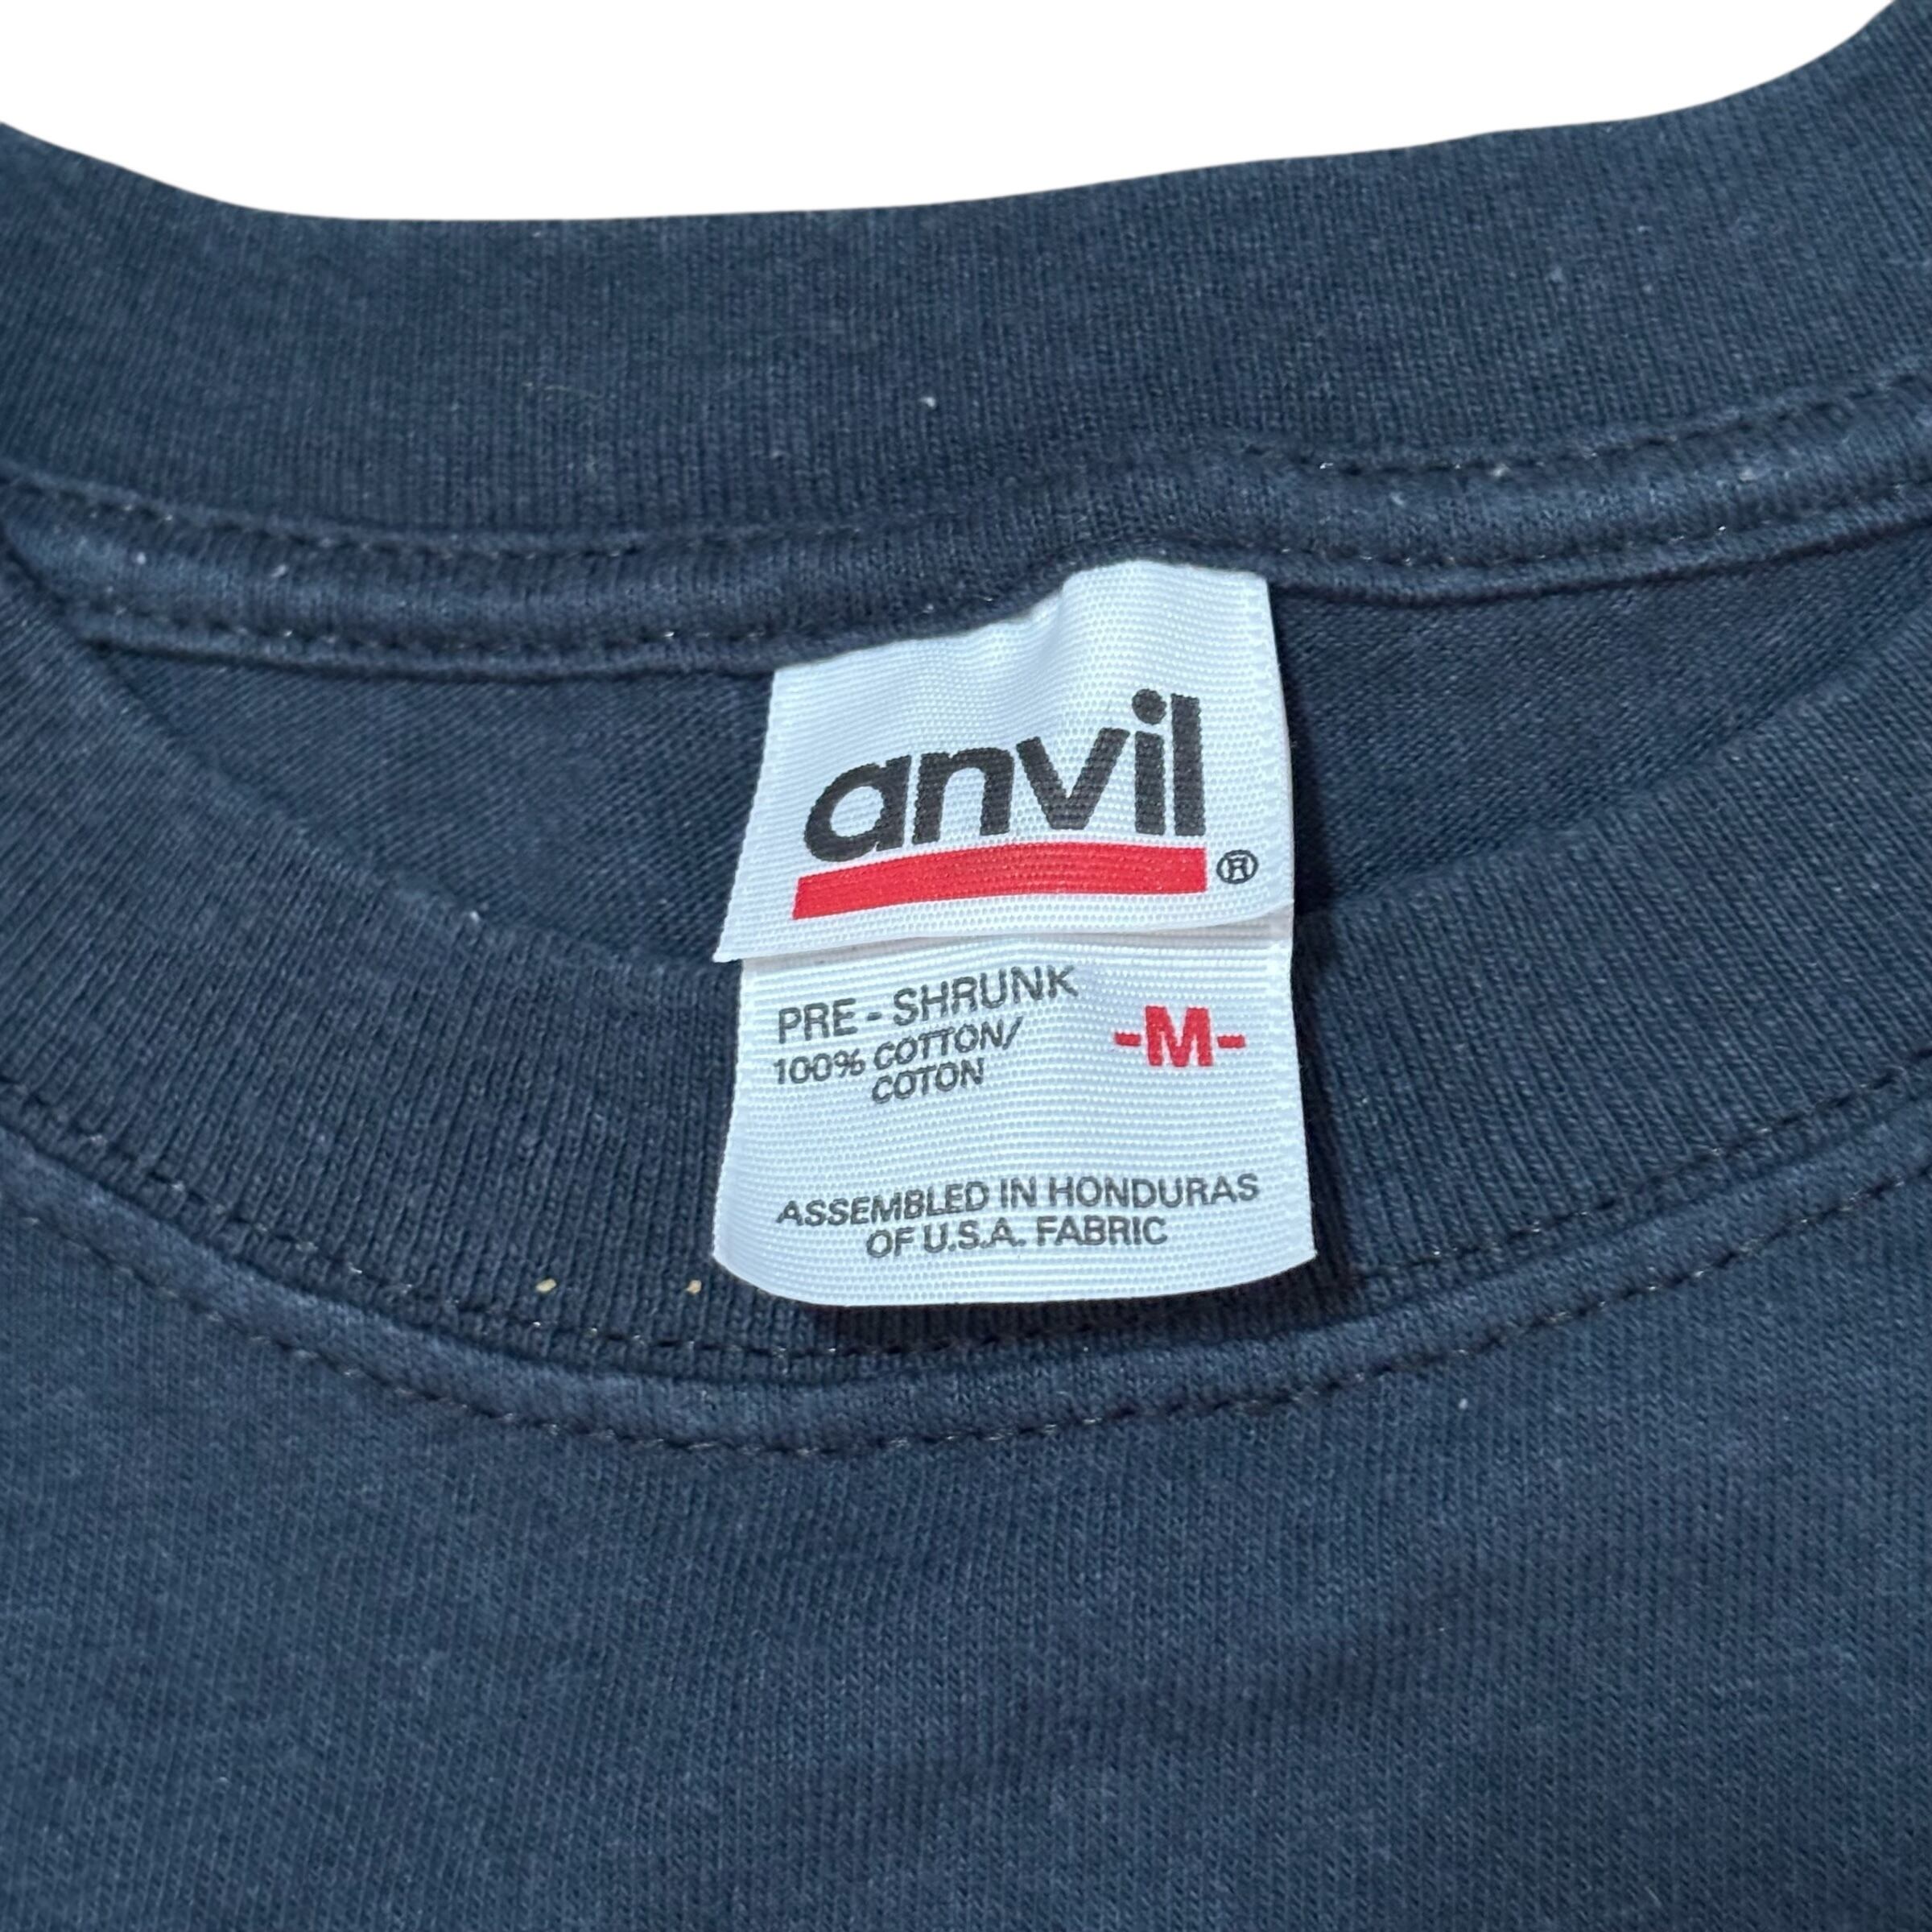 anvil®
PRE-SHRUNK
100% COTTON/
COTON
-M-
ASSEMBLED IN HONDURAS
OF U.S.A. FABRIC